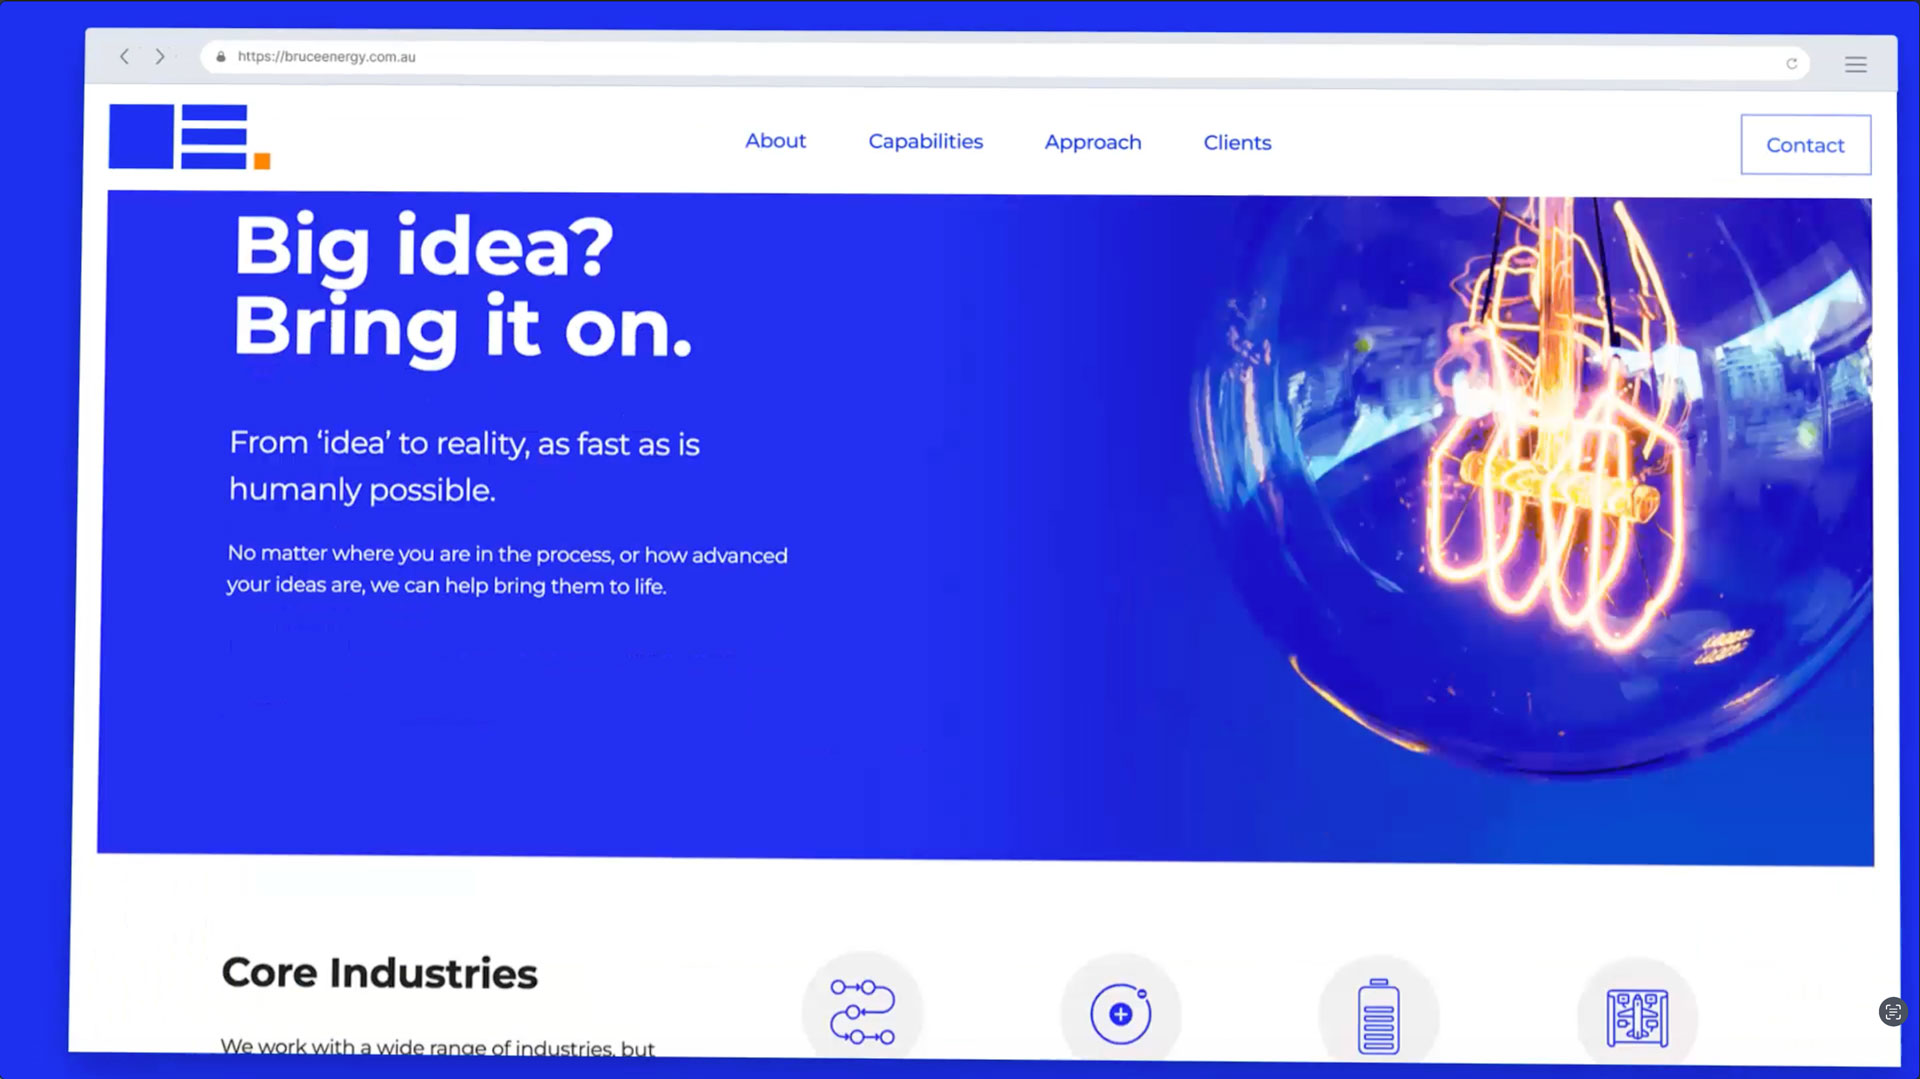 https://bruceenergy.com.au
About
Capabilities
Approach
Clients
Contact
Big idea?
Bring it on.
From ‘idea’ to reality, as fast as is
humanly possible.
No matter where you are in the process, or how advanced
your ideas are, we can help bring them to life.
Core Industries
We work with a wide range of industries, but